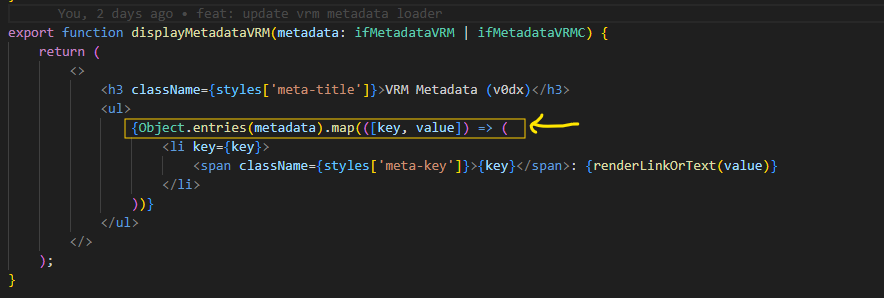 You, 2 days ago • feat: update vrm metadata loader
export function displayMetadataVRM(metadata: ifMetadataVRM | ifMetadataVRMC) {
    return (
        <>
            <h3 className={styles['meta-title']}>VRM Metadata (v0dx)</h3>
            <ul>
                {Object.entries(metadata).map(([key, value]) => (
                    <li key={key}>
                        <span className={styles['meta-key']}>{key}</span>: {renderLinkOrText(value)}
                    </li>
                ))}
            </ul>
        </>
    );
}